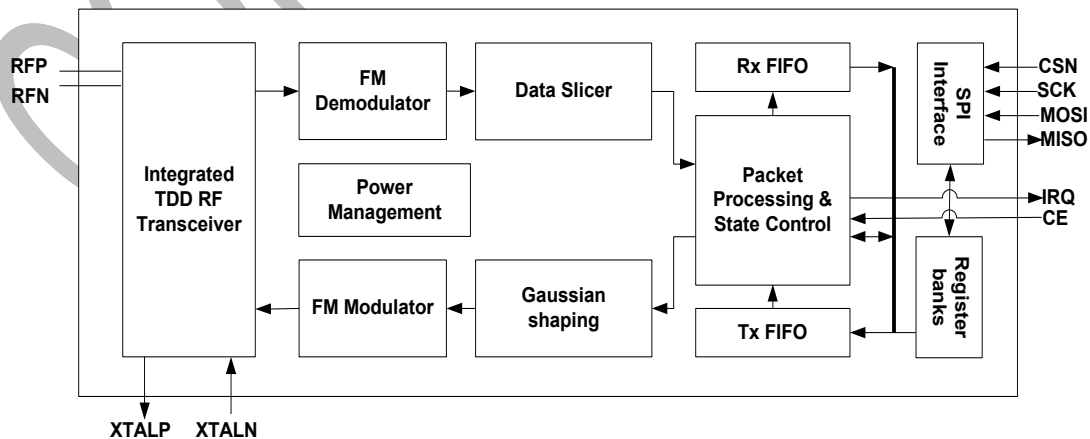 RFP
RFN
Integrated
TDD RF
Transceiver
FM
Demodulator
Data Slicer
Power
Management
FM Modulator
Gaussian
shaping
Rx FIFO
Packet
Processing &
State Control
Tx FIFO
SPI
Interface
Register
banks
CSN
SCK
MOSI
MISO
IRQ
CE
XTALP
XTALN